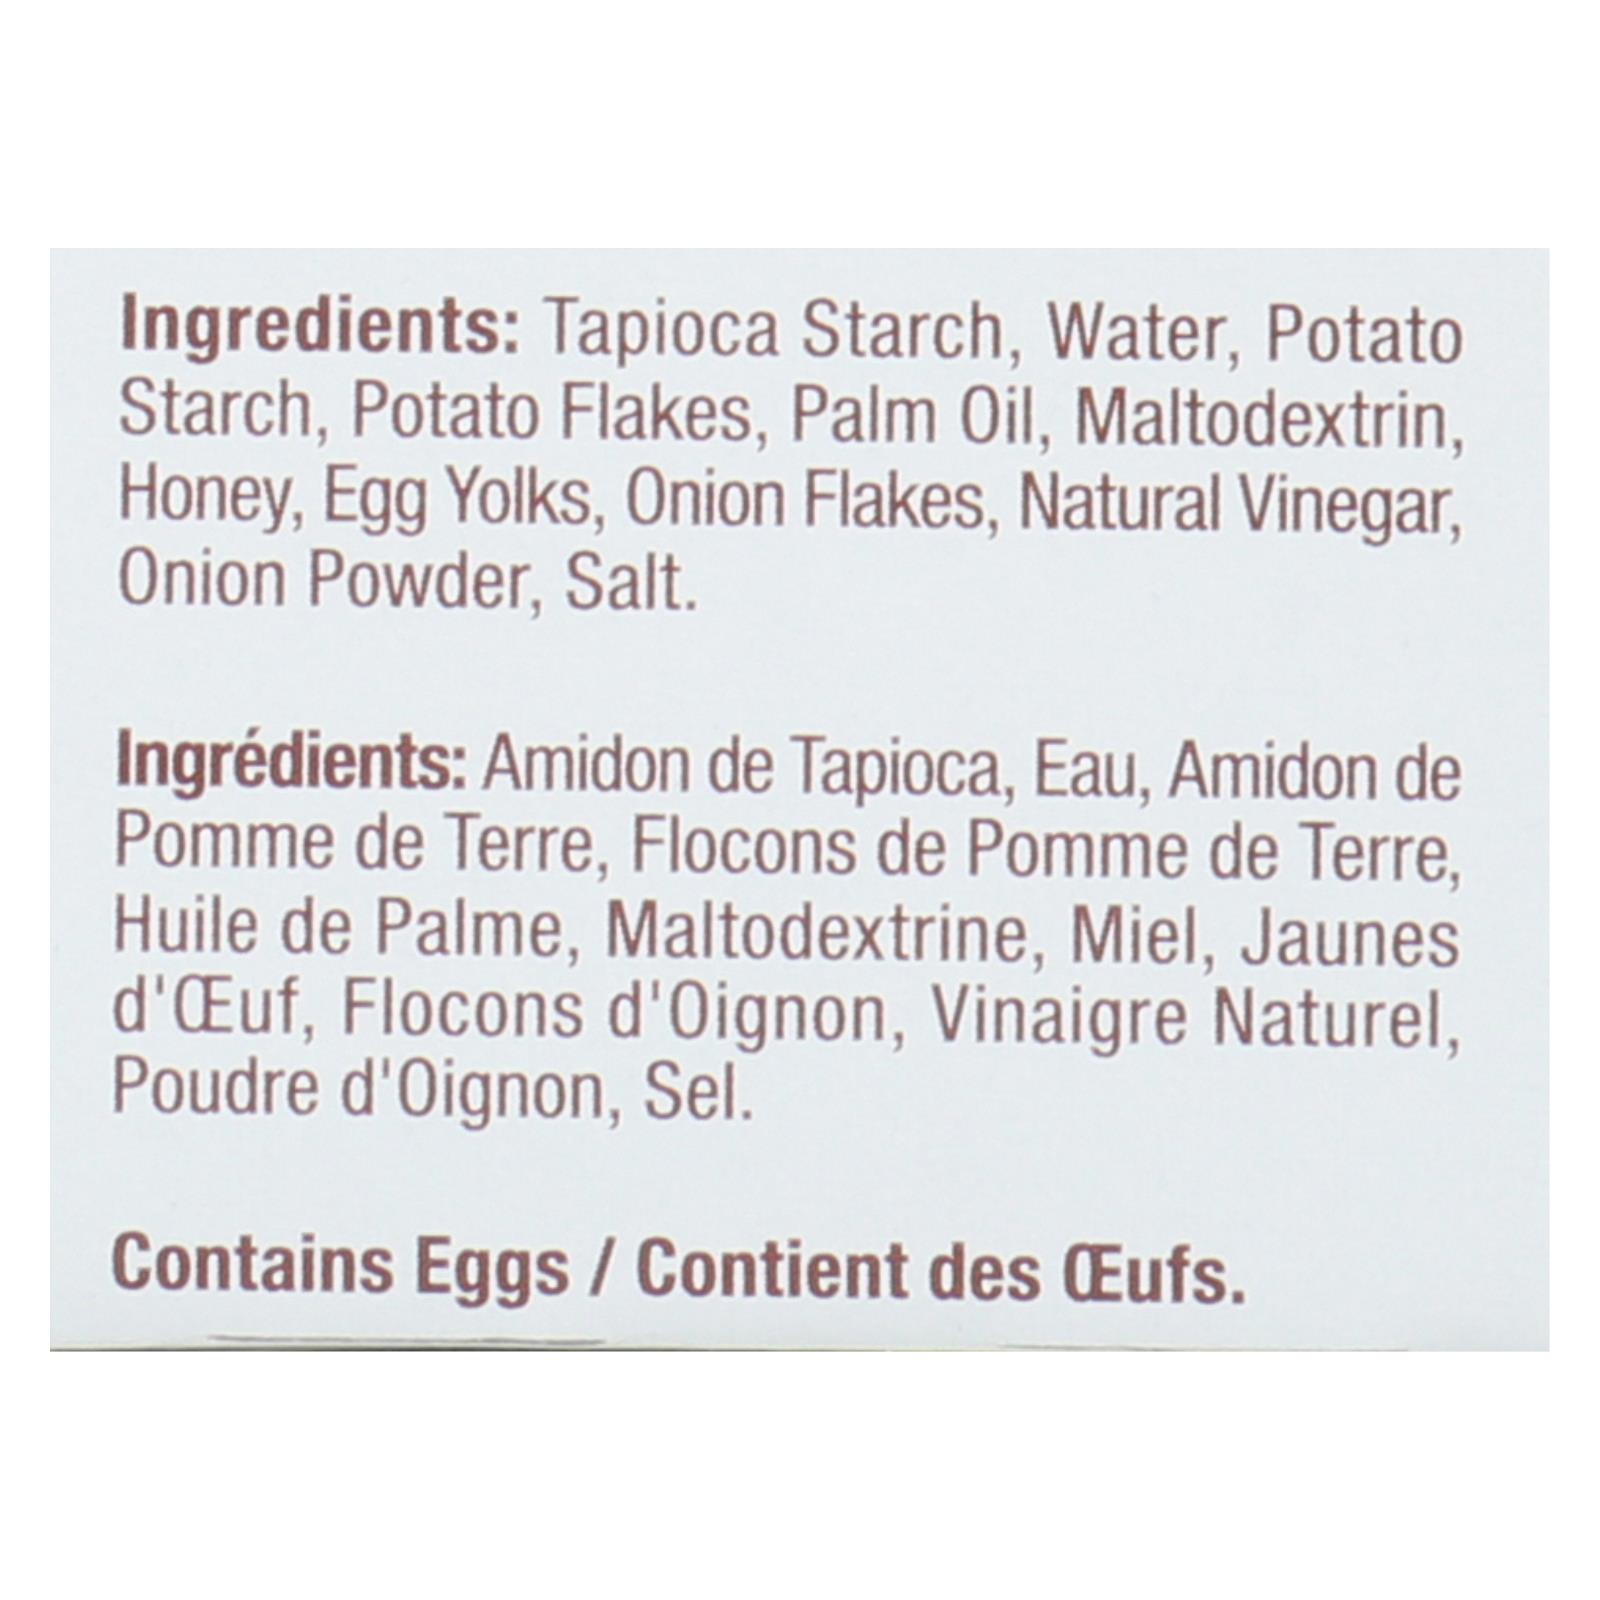 Ingredients: Tapioca Starch, Water, Potato
Starch, Potato Flakes, Palm Oil, Maltodextrin,
Honey, Egg Yolks, Onion Flakes, Natural Vinegar,
Onion Powder, Salt.
Ingrédients: Amidon de Tapioca, Eau, Amidon de
Pomme de Terre, Flocons de Pomme de Terre,
Huile de Palme, Maltodextrine, Miel, Jaunes
d'Œuf, Flocons d'Oignon, Vinaigre Naturel,
Poudre d'Oignon, Sel.
Contains Eggs / Contient des Œufs.